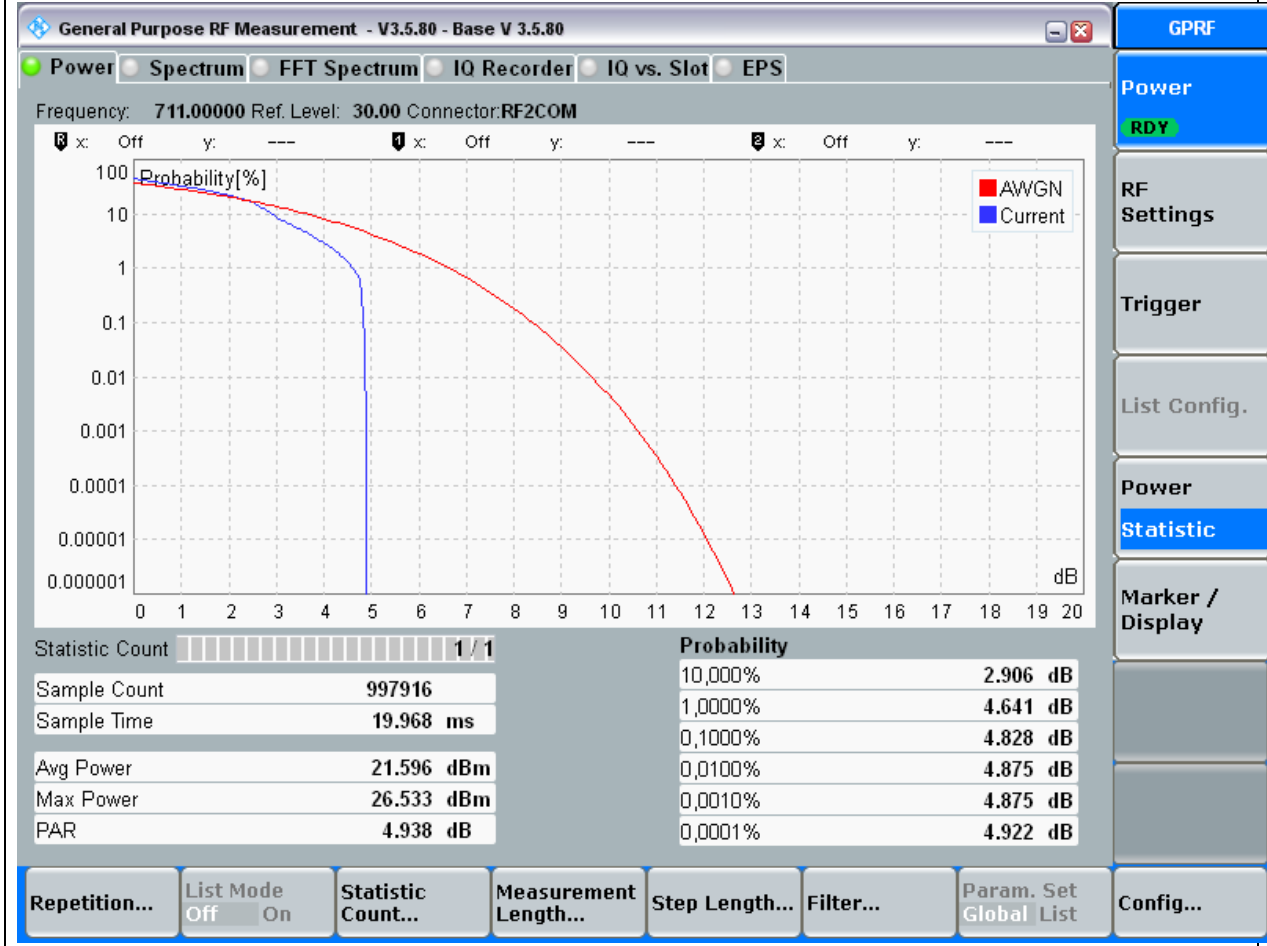 General Purpose RF Measurement - V3.5.80 - Base V 3.5.80
GPRF
Power Spectrum FFT Spectrum IQ Recorder IQ vs. Slot EPS
Frequency: 711.00000 Ref. Level: 30.00 Connector:RF2COM
R x: Off y: --- 1 x: Off y: --- 2 x: Off y: ---
Probability[%]
AWGN
Current
100
10
1
0.1
0.01
0.001
0.0001
0.00001
0.000001
dB
0 1 2 3 4 5 6 7 8 9 10 11 12 13 14 15 16 17 18 19 20
Statistic Count 1 / 1
Sample Count 997916
Sample Time 19.968 ms
Avg Power 21.596 dBm
Max Power 26.533 dBm
PAR 4.938 dB
Probability
10,000% 2.906 dB
1,0000% 4.641 dB
0,1000% 4.828 dB
0,0100% 4.875 dB
0,0010% 4.875 dB
0,0001% 4.922 dB
Power
RDY
RF
Settings
Trigger
List Config.
Power
Statistic
Marker /
Display
Repetition...
List Mode
Off On
Statistic
Count...
Measurement
Length...
Step Length...
Filter...
Param. Set
Global List
Config...